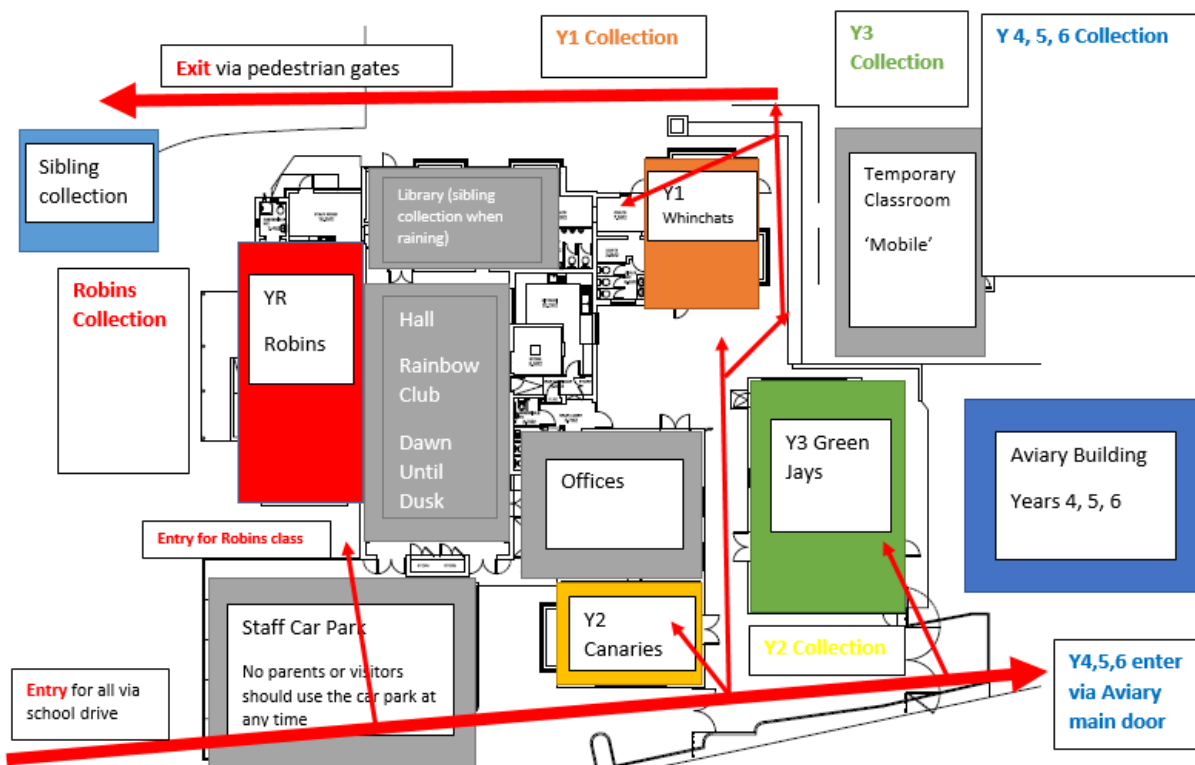 Y1 Collection
Y3
Collection
Y 4, 5, 6 Collection
Exit via pedestrian gates
Sibling
collection
Library (sibling
collection when
raining)
Y1
Whinchats
Temporary
Classroom
‘Mobile’
Robins
Collection
YR
Robins
Hall
Rainbow
Club
Dawn
Until
Dusk
Offices
Y3 Green
Jays
Aviary Building
Years 4, 5, 6
Entry for Robins class
Staff Car Park
No parents or visitors
should use the car park at
any time
Y2
Canaries
Y2 Collection
Entry for all via
school drive
Y4,5,6 enter
via Aviary
main door